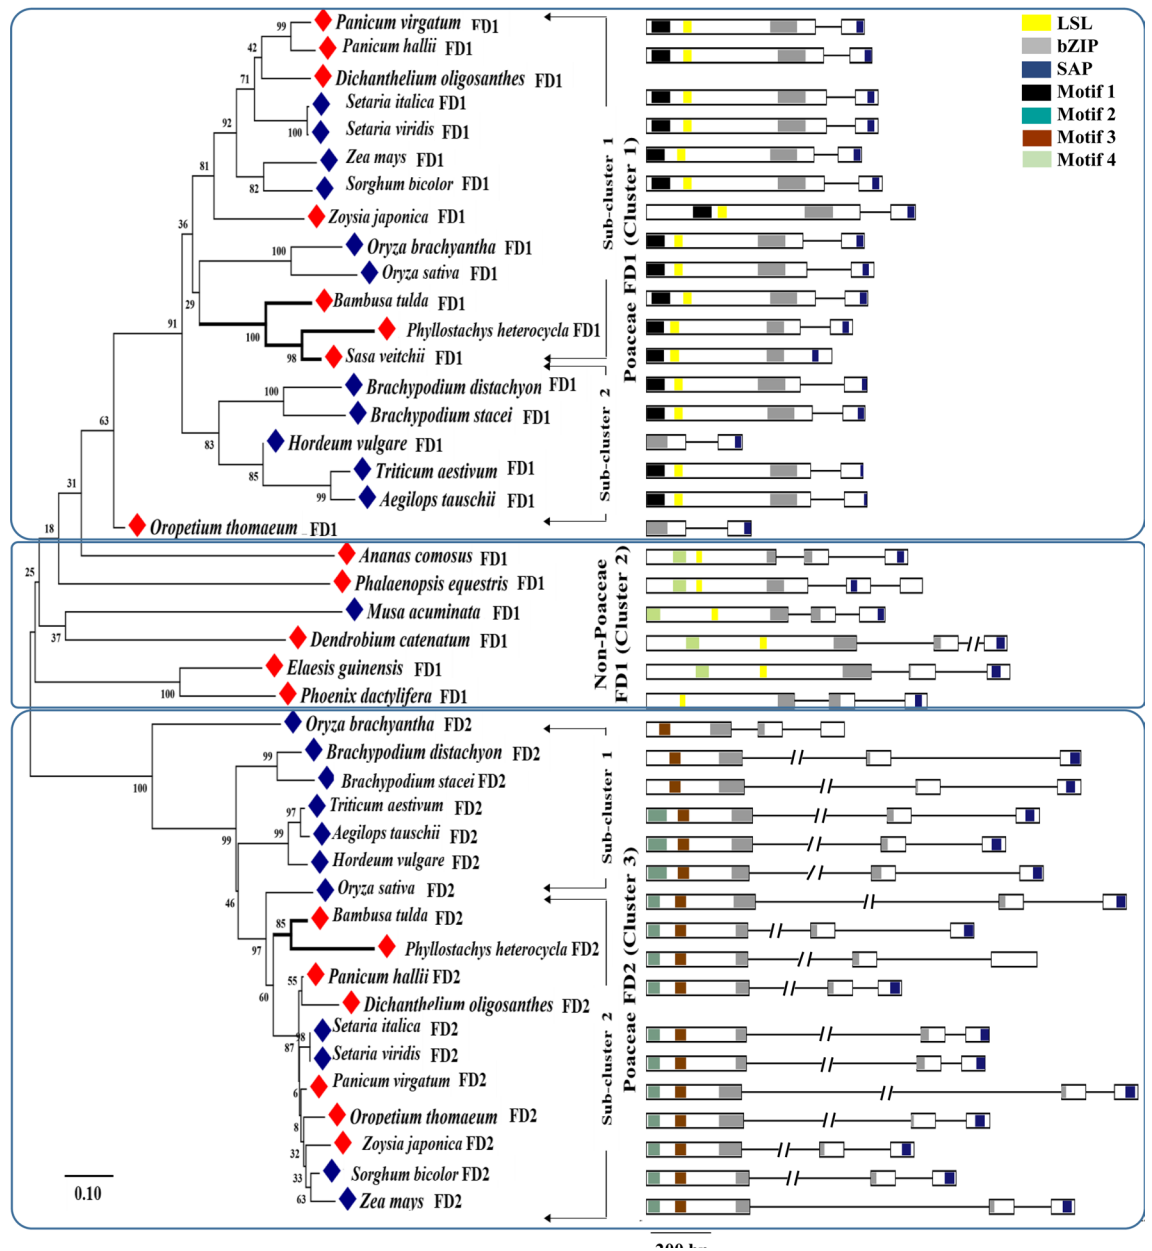 Panicum virgatum FD1
Panicum hallii FD1
Dichanthelium oligosanthes FD1
Setaria italica FD1
Setaria viridis FD1
Zea mays FD1
Sorghum bicolor FD1
Zoysia japonica FD1
Oryza brachyantha FD1
Oryza sativa FD1
Bambusa tulda FD1
Phyllostachys heterocycla FD1
Sasa veitchii FD1
Brachypodium distachyon FD1
Brachypodium stacei FD1
Hordeum vulgare FD1
Triticum aestivum FD1
Aegilops tauschii FD1
Oropetium thomaeum FD1
99
42
71
100
92
82
81
36
100
29
100
98
91
100
83
85
99
63
31
18
Sub-cluster 1
Sub-cluster 2
Poaceae FD1 (Cluster 1)
LSL
bZIP
SAP
Motif 1
Motif 2
Motif 3
Motif 4
Ananas comosus FD1
Phalaenopsis equestris FD1
Musa acuminata FD1
Dendrobium catenatum FD1
Elaesis guinensis FD1
Phoenix dactylifera FD1
25
37
100
Non-Poaceae
FD1 (Cluster 2)
Oryza brachyantha FD2
Brachypodium distachyon FD2
Brachypodium stacei FD2
Triticum aestivum FD2
Aegilops tauschii FD2
Hordeum vulgare FD2
Oryza sativa FD2
Bambusa tulda FD2
Phyllostachys heterocycla FD2
Panicum hallii FD2
Dichanthelium oligosanthes FD2
Setaria italica FD2
Setaria viridis FD2
Panicum virgatum FD2
Oropetium thomaeum FD2
Zoysia japonica FD2
Sorghum bicolor FD2
Zea mays FD2
99
100
97
99
99
46
85
97
55
60
98
87
6
8
32
33
63
Sub-cluster 1
Sub-cluster 2
Poaceae FD2 (Cluster 3)
0.10
200 bp